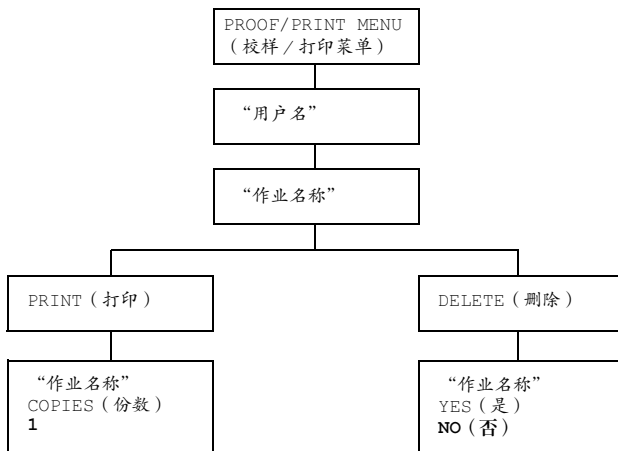 PROOF/PRINT MENU
（校样/打印菜单）
“用户名”
“作业名称”
PRINT（打印）
DELETE（删除）
“作业名称”
COPIES（份数）
1
“作业名称”
YES（是）
NO（否）